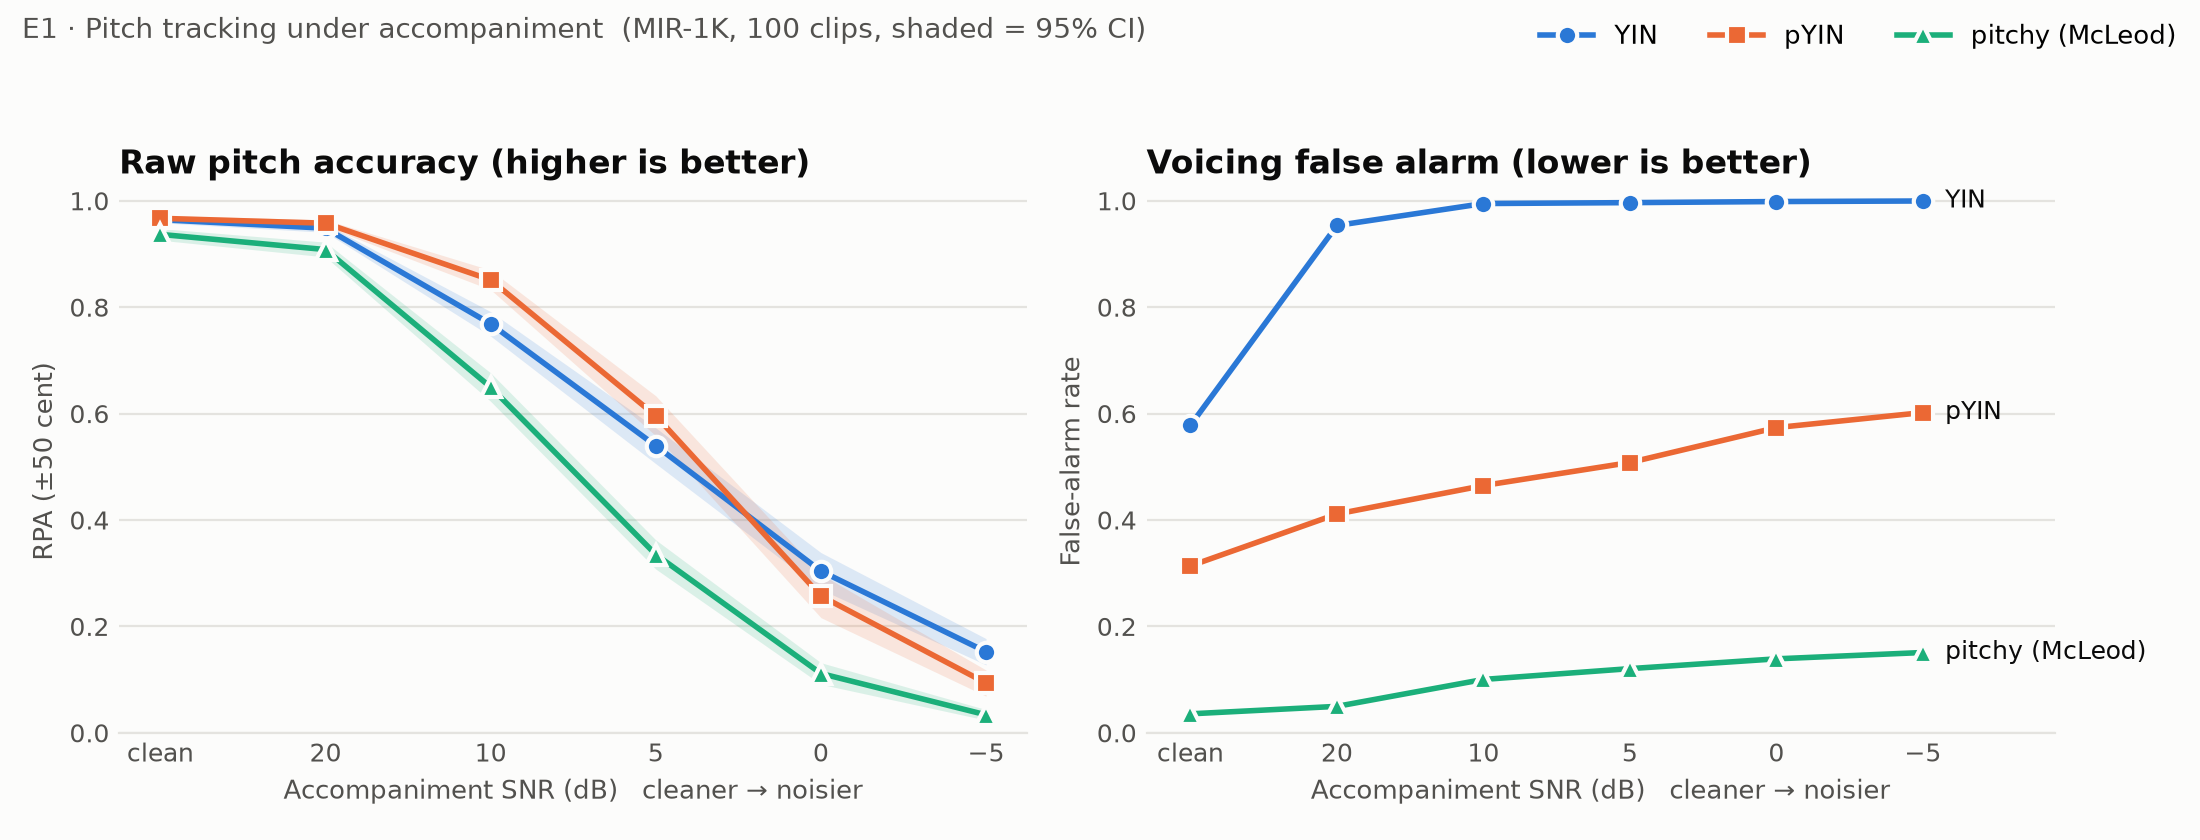 E1 · Pitch tracking under accompaniment  (MIR-1K, 100 clips, shaded = 95% CI)
YIN
pYIN
pitchy (McLeod)
Raw pitch accuracy (higher is better)
RPA (±50 cent)
1.0
0.8
0.6
0.4
0.2
0.0
clean 20 10 5 0 −5
Accompaniment SNR (dB)   cleaner → noisier
Voicing false alarm (lower is better)
False-alarm rate
1.0
0.8
0.6
0.4
0.2
0.0
YIN
pYIN
pitchy (McLeod)
clean 20 10 5 0 −5
Accompaniment SNR (dB)   cleaner → noisier